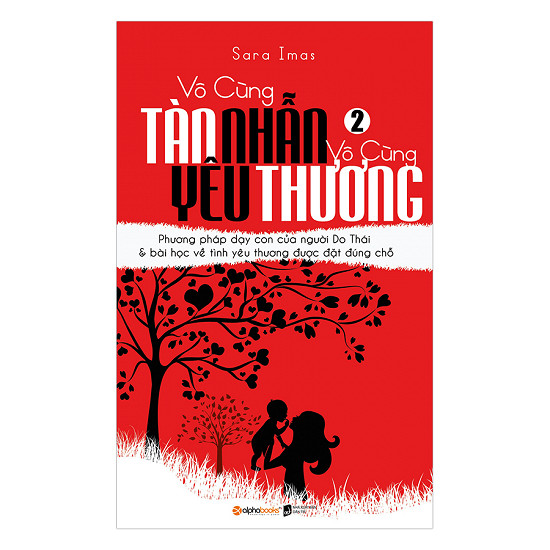 Sara Imas
Vô Cùng
TÀN NHẪN 2
Vô Cùng
YÊU THƯƠNG
Phương pháp dạy con của người Do Thái
& bài học về tình yêu thương được đặt đúng chỗ
alphabooks